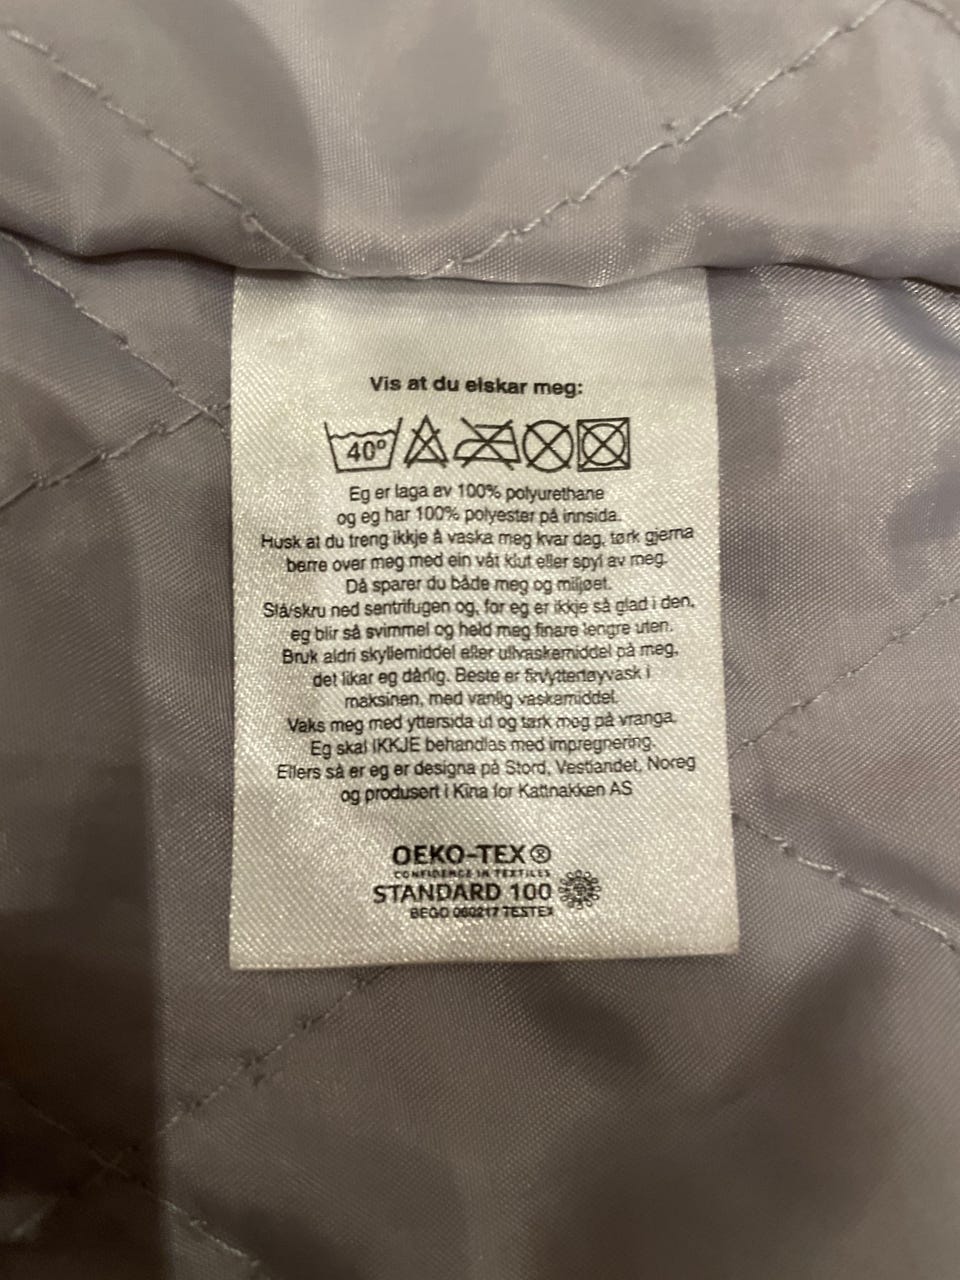 Vis at du elskar meg:
40°
Eg er laga av 100% polyurethane
og eg har 100% polyester på innsida.
Husk at du treng ikkje å vaska meg kvar dag, tørk gjerna
berre over meg med ein våt klut eller spyl av meg.
Då sparer du både meg og miljøet.
Slå/skru ned sentrifugen og, for eg er ikkje så glad i den,
eg blir så svimmel og held meg finare lengre uten.
Bruk aldri skyllemiddel eller ullvaskemiddel på meg,
det likar eg dårlig. Beste er finvyttertøyvask i
maksinen, med vanlig vaskemiddel.
Vaks meg med yttersida ut og tørk meg på vranga.
Eg skal IKKJE behandlas med impregnering.
Ellers så er eg er designa på Stord, Vestlandet, Noreg
og produsert i Kina for Kattnakken AS
OEKO-TEX®
CONFIDENCE IN TEXTILES
STANDARD 100
BEGO 060217 TESTEX